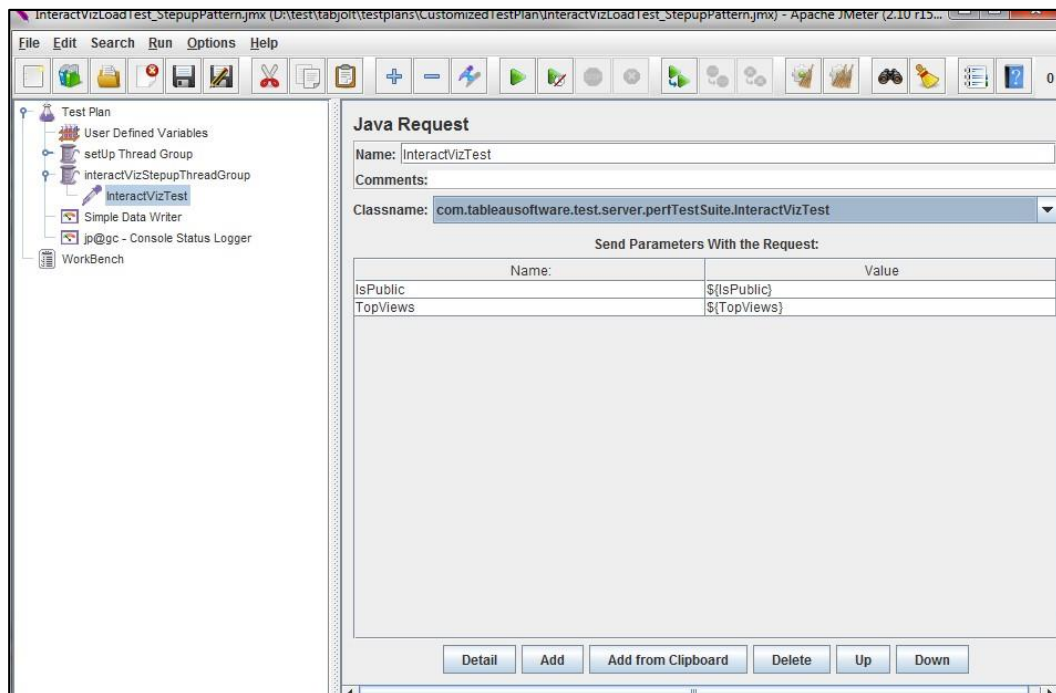 InteractVizLoadTest_StepupPattern.jmx (D:\test\tabjolt\testplans\CustomizedTestPlan\InteractVizLoadTest_StepupPattern.jmx) - Apache JMeter (2.10 r15...
File Edit Search Run Options Help
0
Test Plan
User Defined Variables
setUp Thread Group
interactVizStepupThreadGroup
InteractVizTest
Simple Data Writer
jp@gc - Console Status Logger
WorkBench
Java Request
Name: InteractVizTest
Comments:
Classname: com.tableausoftware.test.server.perfTestSuite.InteractVizTest
Send Parameters With the Request:
Name: Value
IsPublic ${IsPublic}
TopViews ${TopViews}
Detail Add Add from Clipboard Delete Up Down